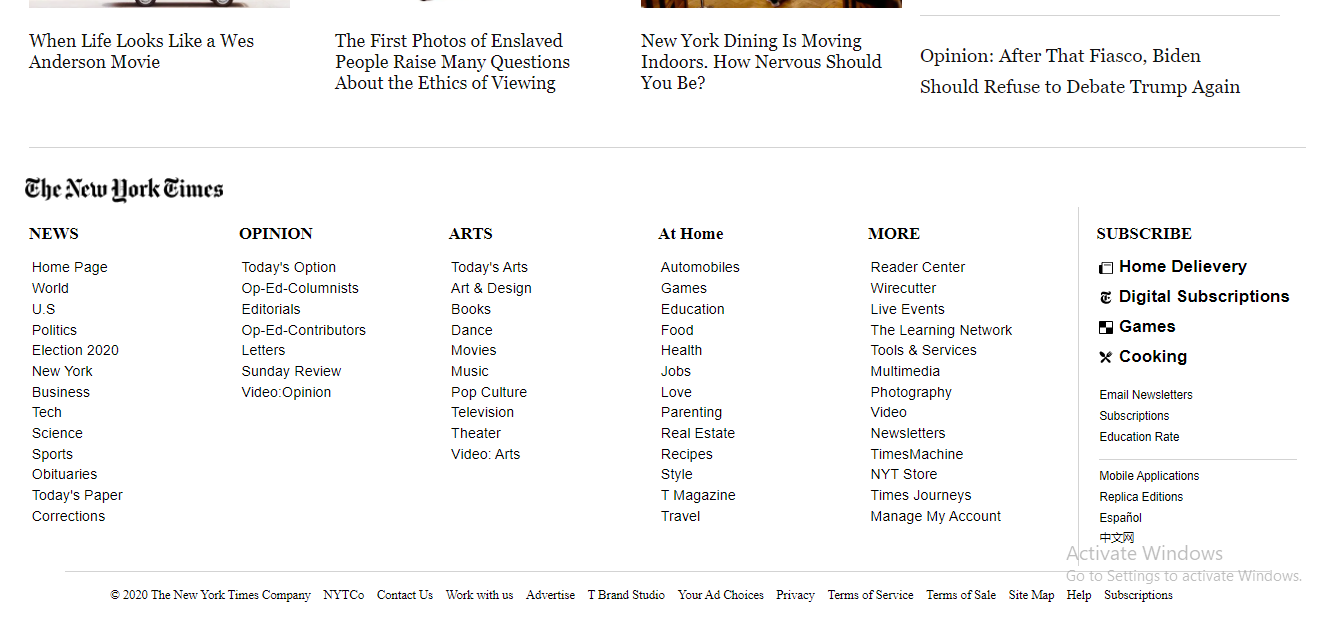 When Life Looks Like a Wes
Anderson Movie
The First Photos of Enslaved
People Raise Many Questions
About the Ethics of Viewing
New York Dining Is Moving
Indoors. How Nervous Should
You Be?
Opinion: After That Fiasco, Biden
Should Refuse to Debate Trump Again
The New York Times
NEWS
Home Page
World
U.S
Politics
Election 2020
New York
Business
Tech
Science
Sports
Obituaries
Today's Paper
Corrections
OPINION
Today's Option
Op-Ed-Columnists
Editorials
Op-Ed-Contributors
Letters
Sunday Review
Video:Opinion
ARTS
Today's Arts
Art & Design
Books
Dance
Movies
Music
Pop Culture
Television
Theater
Video: Arts
At Home
Automobiles
Games
Education
Food
Health
Jobs
Love
Parenting
Real Estate
Recipes
Style
T Magazine
Travel
MORE
Reader Center
Wirecutter
Live Events
The Learning Network
Tools & Services
Multimedia
Photography
Video
Newsletters
TimesMachine
NYT Store
Times Journeys
Manage My Account
SUBSCRIBE
Home Delievery
Digital Subscriptions
Games
Cooking
Email Newsletters
Subscriptions
Education Rate
Mobile Applications
Replica Editions
Español
中文网
Activate Windows
Go to Settings to activate Windows.
© 2020 The New York Times Company NYTCo Contact Us Work with us Advertise T Brand Studio Your Ad Choices Privacy Terms of Service Terms of Sale Site Map Help Subscriptions